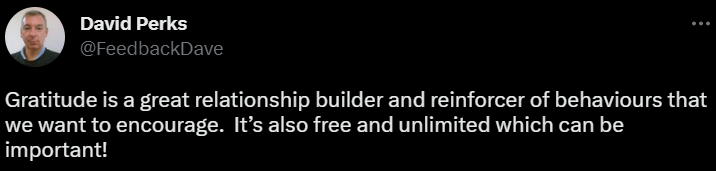 David Perks
@FeedbackDave
Gratitude is a great relationship builder and reinforcer of behaviours that
we want to encourage.  It’s also free and unlimited which can be
important!